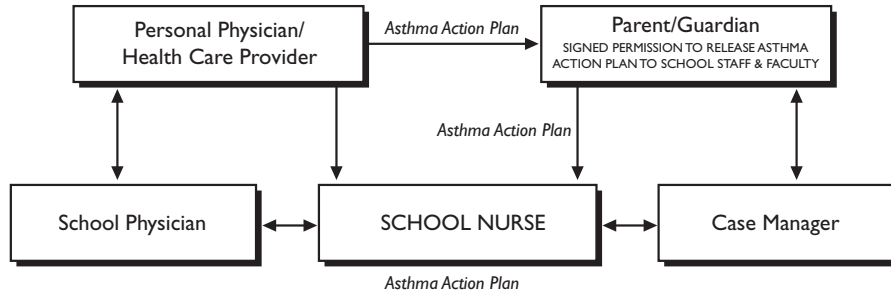 Personal Physician/
Health Care Provider
Asthma Action Plan
Parent/Guardian
SIGNED PERMISSION TO RELEASE ASTHMA
ACTION PLAN TO SCHOOL STAFF & FACULTY
Asthma Action Plan
School Physician
SCHOOL NURSE
Case Manager
Asthma Action Plan